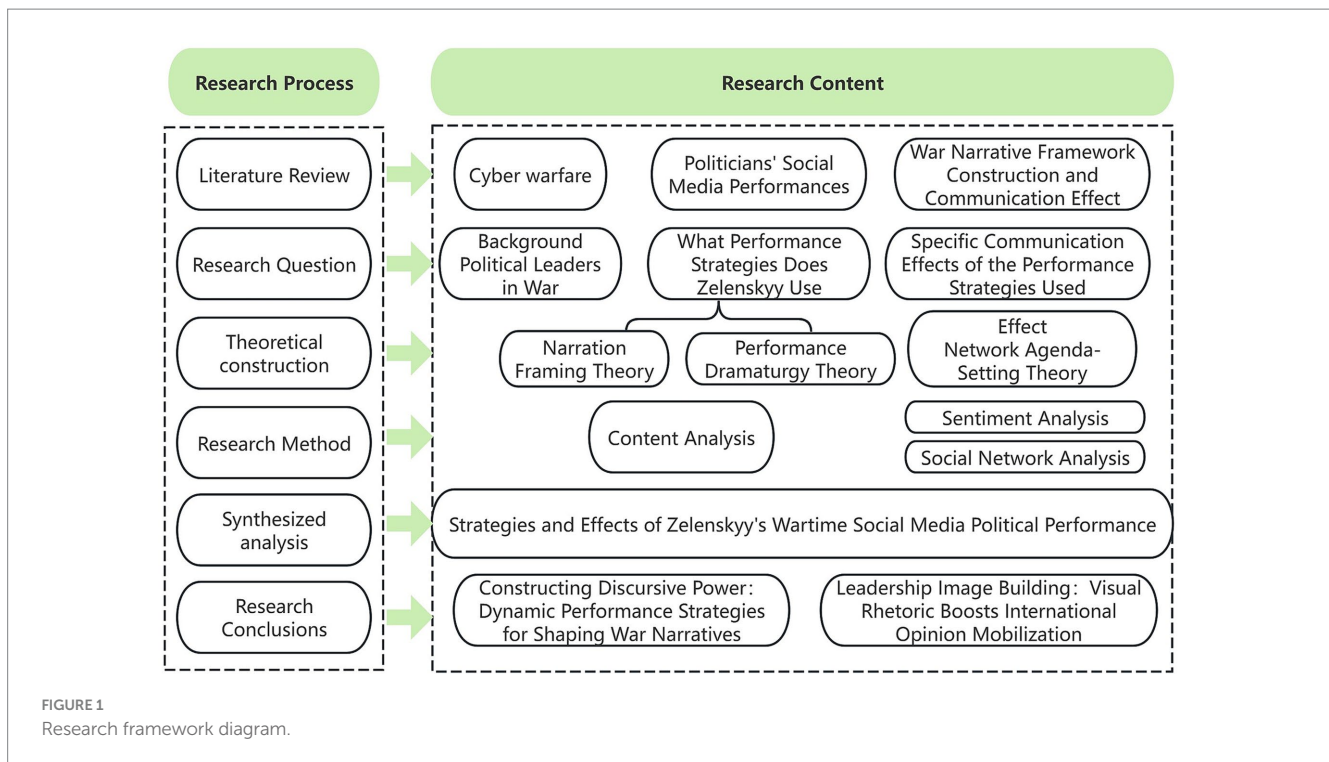 Research Process
Research Content
Literature Review
Cyber warfare
Politicians' Social
Media Performances
War Narrative Framework
Construction and
Communication Effect
Research Question
Background
Political Leaders
in War
What Performance
Strategies Does
Zelenskyy Use
Specific Communication
Effects of the Performance
Strategies Used
Theoretical
construction
Narration
Framing Theory
Performance
Dramaturgy Theory
Effect
Network Agenda-
Setting Theory
Research Method
Content Analysis
Sentiment Analysis
Social Network Analysis
Synthesized
analysis
Strategies and Effects of Zelenskyy's Wartime Social Media Political Performance
Research
Conclusions
Constructing Discursive Power:
Dynamic Performance Strategies
for Shaping War Narratives
Leadership Image Building: Visual
Rhetoric Boosts International
Opinion Mobilization
FIGURE 1
Research framework diagram.